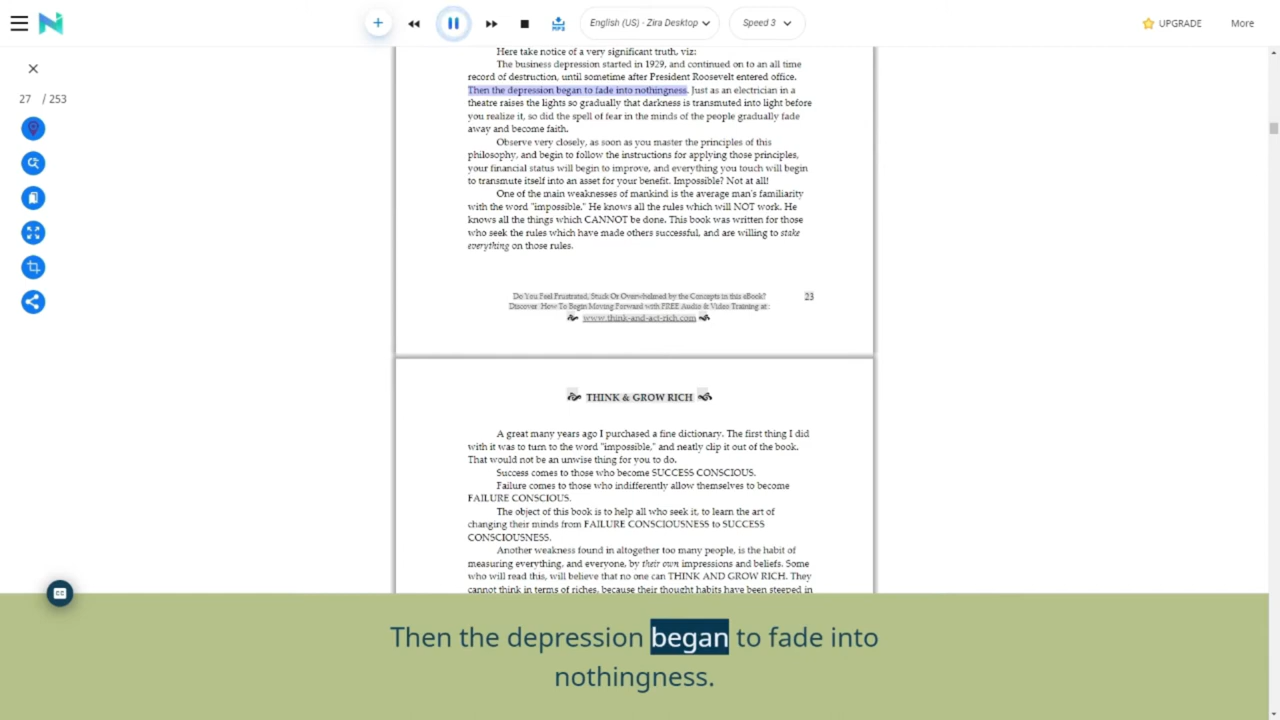 English (US) - Zira Desktop
Speed 3
UPGRADE
More
27 / 253
Here take notice of a very significant truth, viz:
The business depression started in 1929, and continued on to an all time
record of destruction, until sometime after President Roosevelt entered office.
Then the depression began to fade into nothingness. Just as an electrician in a
theatre raises the lights so gradually that darkness is transmuted into light before
you realize it, so did the spell of fear in the minds of the people gradually fade
away and become faith.
Observe very closely, as soon as you master the principles of this
philosophy, and begin to follow the instructions for applying those principles,
your financial status will begin to improve, and everything you touch will begin
to transmute itself into an asset for your benefit. Impossible? Not at all!
One of the main weaknesses of mankind is the average man's familiarity
with the word "impossible." He knows all the rules which will NOT work. He
knows all the things which CANNOT be done. This book was written for those
who seek the rules which have made others successful, and are willing to stake
everything on those rules.
Do You Feel Frustrated, Stuck Or Overwhelmed by the Concepts in this eBook?
23
Discover How To Begin Moving Forward with FREE Audio & Video Training at:
www.think-and-act-rich.com
THINK & GROW RICH
A great many years ago I purchased a fine dictionary. The first thing I did
with it was to turn to the word "impossible," and neatly clip it out of the book.
That would not be an unwise thing for you to do.
Success comes to those who become SUCCESS CONSCIOUS.
Failure comes to those who indifferently allow themselves to become
FAILURE CONSCIOUS.
The object of this book is to help all who seek it, to learn the art of
changing their minds from FAILURE CONSCIOUSNESS to SUCCESS
CONSCIOUSNESS.
Another weakness found in altogether too many people, is the habit of
measuring everything, and everyone, by their own impressions and beliefs. Some
who will read this, will believe that no one can THINK AND GROW RICH. They
cannot think in terms of riches, because their thought habits have been steeped in
CC
Then the depression began to fade into
nothingness.
MP3